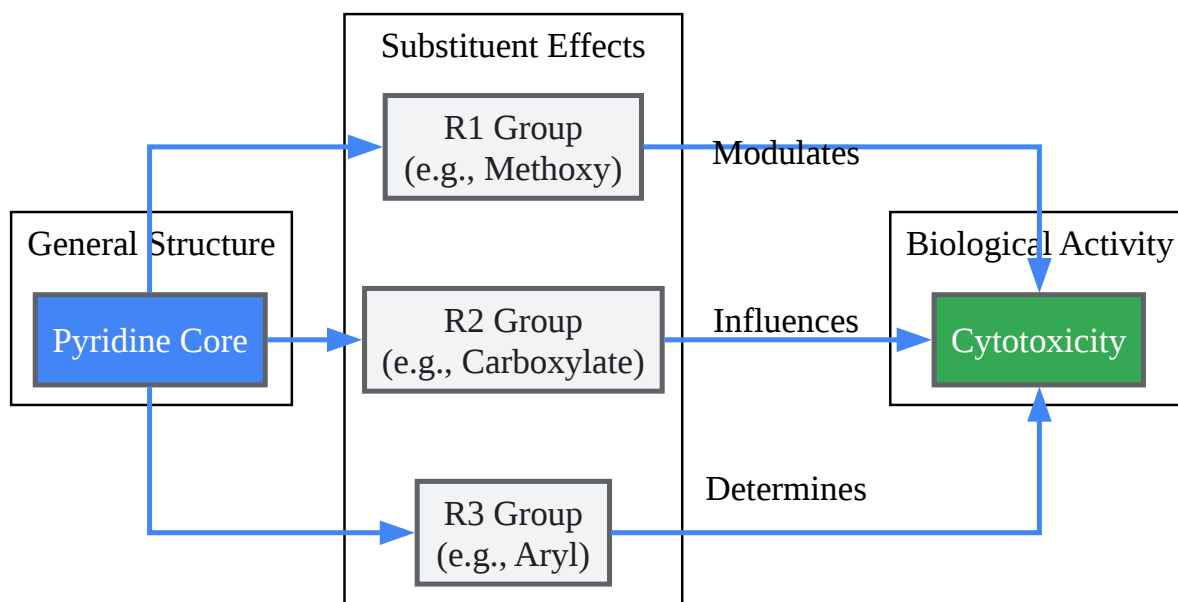 Substituent Effects
R1 Group
(e.g., Methoxy)
Modulates
General Structure
Biological Activity
Pyridine Core
R2 Group
(e.g., Carboxylate)
Influences
Cytotoxicity
R3 Group
(e.g., Aryl)
Determines